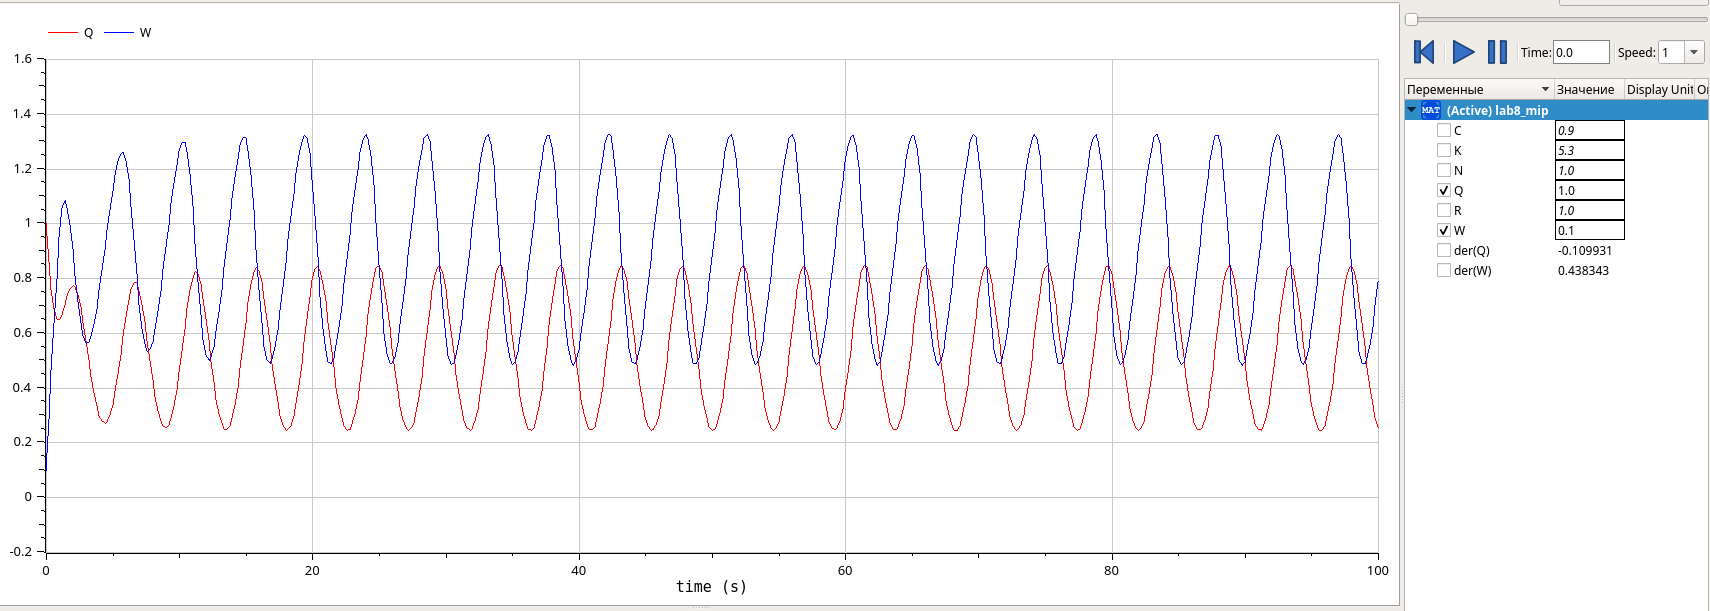 Q W
1.6
1.4
1.2
1
0.8
0.6
0.4
0.2
0
-0.2
0 20 40 60 80 100
time (s)
Time: 0.0 Speed: 1
Переменные Значение Display Unit
MAT (Active) lab8_mip
C 0.9
K 5.3
N 1.0
Q 1.0
R 1.0
W 0.1
der(Q) -0.109931
der(W) 0.438343